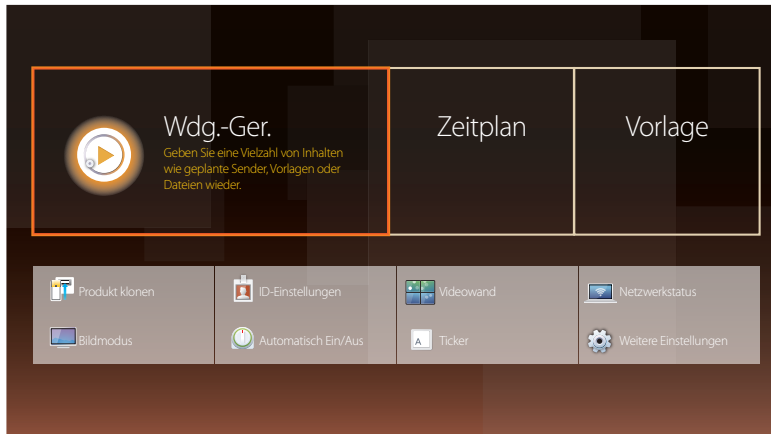 Wdg.-Ger.
Geben Sie eine Vielzahl von Inhalten
wie geplante Sender, Vorlagen oder
Dateien wieder.
Zeitplan
Vorlage
Produkt klonen
ID-Einstellungen
Videowand
Netzwerkstatus
Bildmodus
Automatisch Ein/Aus
A
Ticker
Weitere Einstellungen